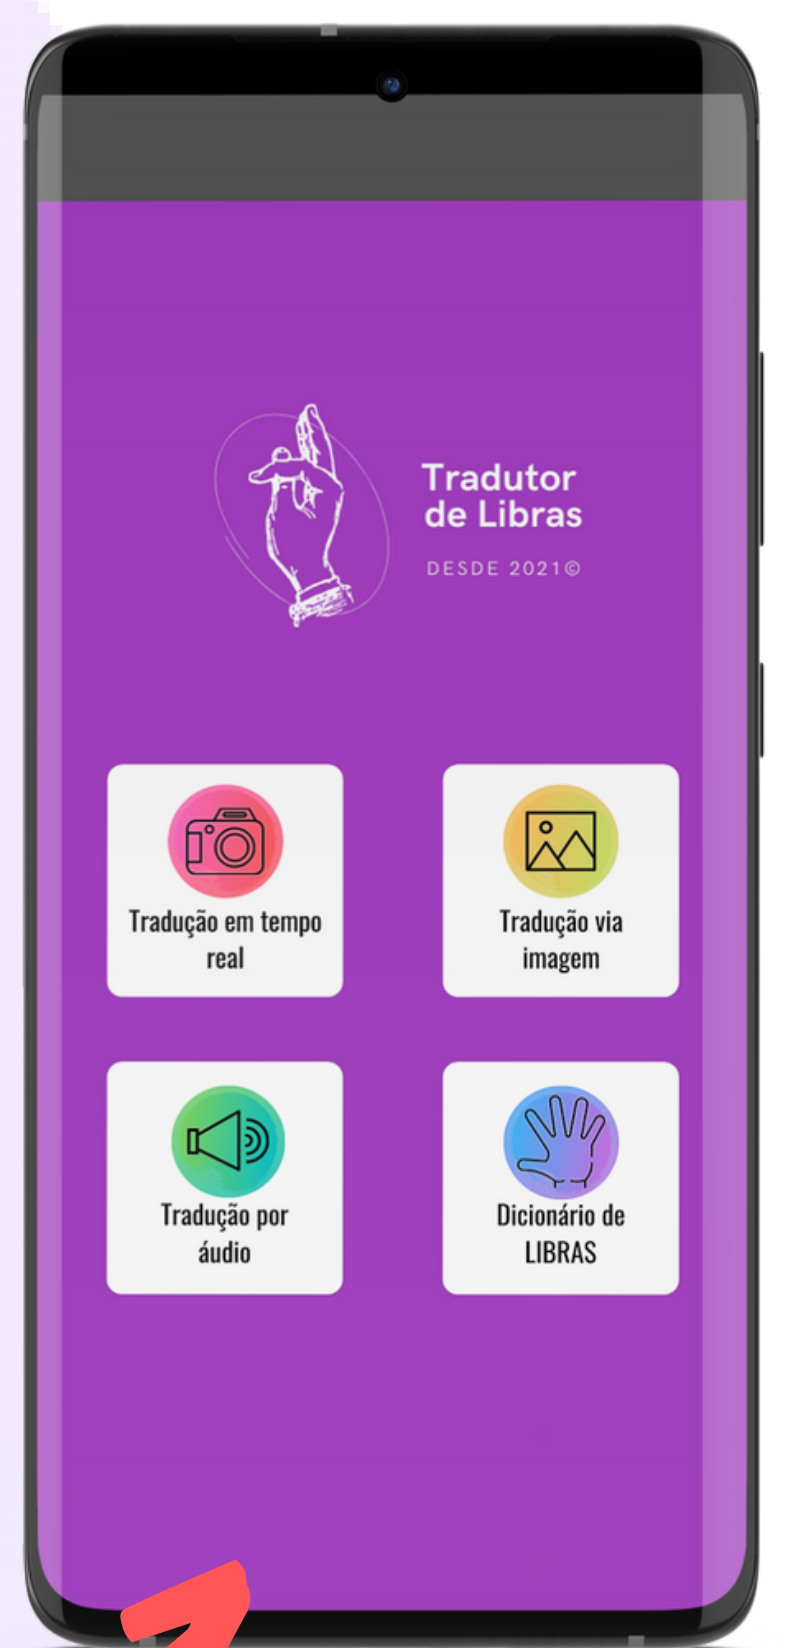 Tradutor
de Libras
DESDE 2021©
Tradução em tempo
real
Tradução via
imagem
Tradução por
áudio
Dicionário de
LIBRAS